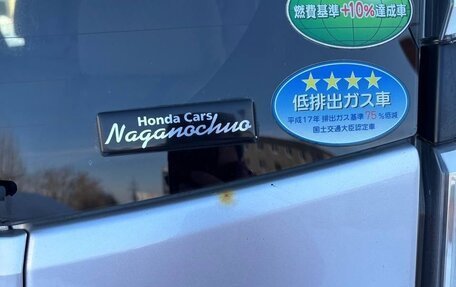 燃費基準+10%達成車
★★★★
低排出ガス車
平成17年排出ガス基準75%低減
国土交通大臣認定車
Honda Cars
Naganochuo